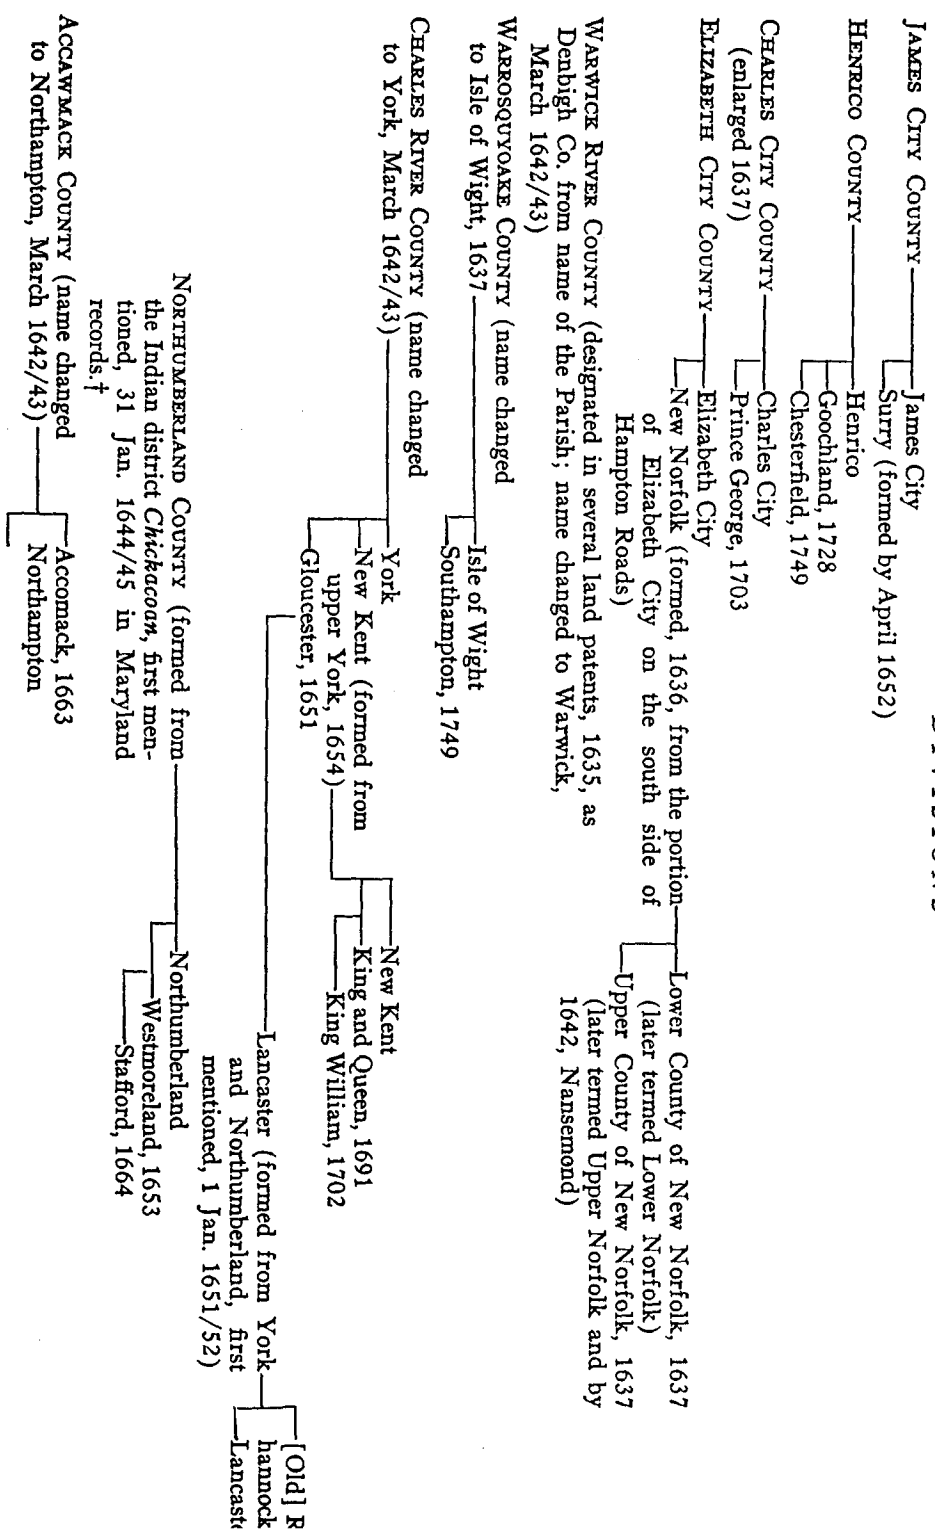 JAMES CITY COUNTY
James City
Surry (formed by April 1652)
HENRICO COUNTY
Henrico
Goochland, 1728
Chesterfield, 1749
CHARLES CITY COUNTY
(enlarged 1637)
Charles City
Prince George, 1703
ELIZABETH CITY COUNTY
Elizabeth City
New Norfolk (formed, 1636, from the portion
of Elizabeth City on the south side of
Hampton Roads)
Lower County of New Norfolk, 1637
(later termed Lower Norfolk)
Upper County of New Norfolk, 1637
(later termed Upper Norfolk and by
1642, Nansemond)
WARWICK RIVER COUNTY (designated in several land patents, 1635, as
Denbigh Co. from name of the Parish; name changed to Warwick,
March 1642/43)
WARROSQUYOAKE COUNTY (name changed
to Isle of Wight, 1637
Isle of Wight
Southampton, 1749
CHARLES RIVER COUNTY (name changed
to York, March 1642/43)
York
New Kent (formed from
upper York, 1654)
Gloucester, 1651
New Kent
King and Queen, 1691
King William, 1702
Lancaster (formed from York
and Northumberland, first
mentioned, 1 Jan. 1651/52)
[Old] R
hannock
Lancast
NORTHUMBERLAND COUNTY (formed from
the Indian district Chickacoan, first men-
tioned, 31 Jan. 1644/45 in Maryland
records.†
Northumberland
Westmoreland, 1653
Stafford, 1664
ACCAWMACK COUNTY (name changed
to Northampton, March 1642/43)
Accomack, 1663
Northampton